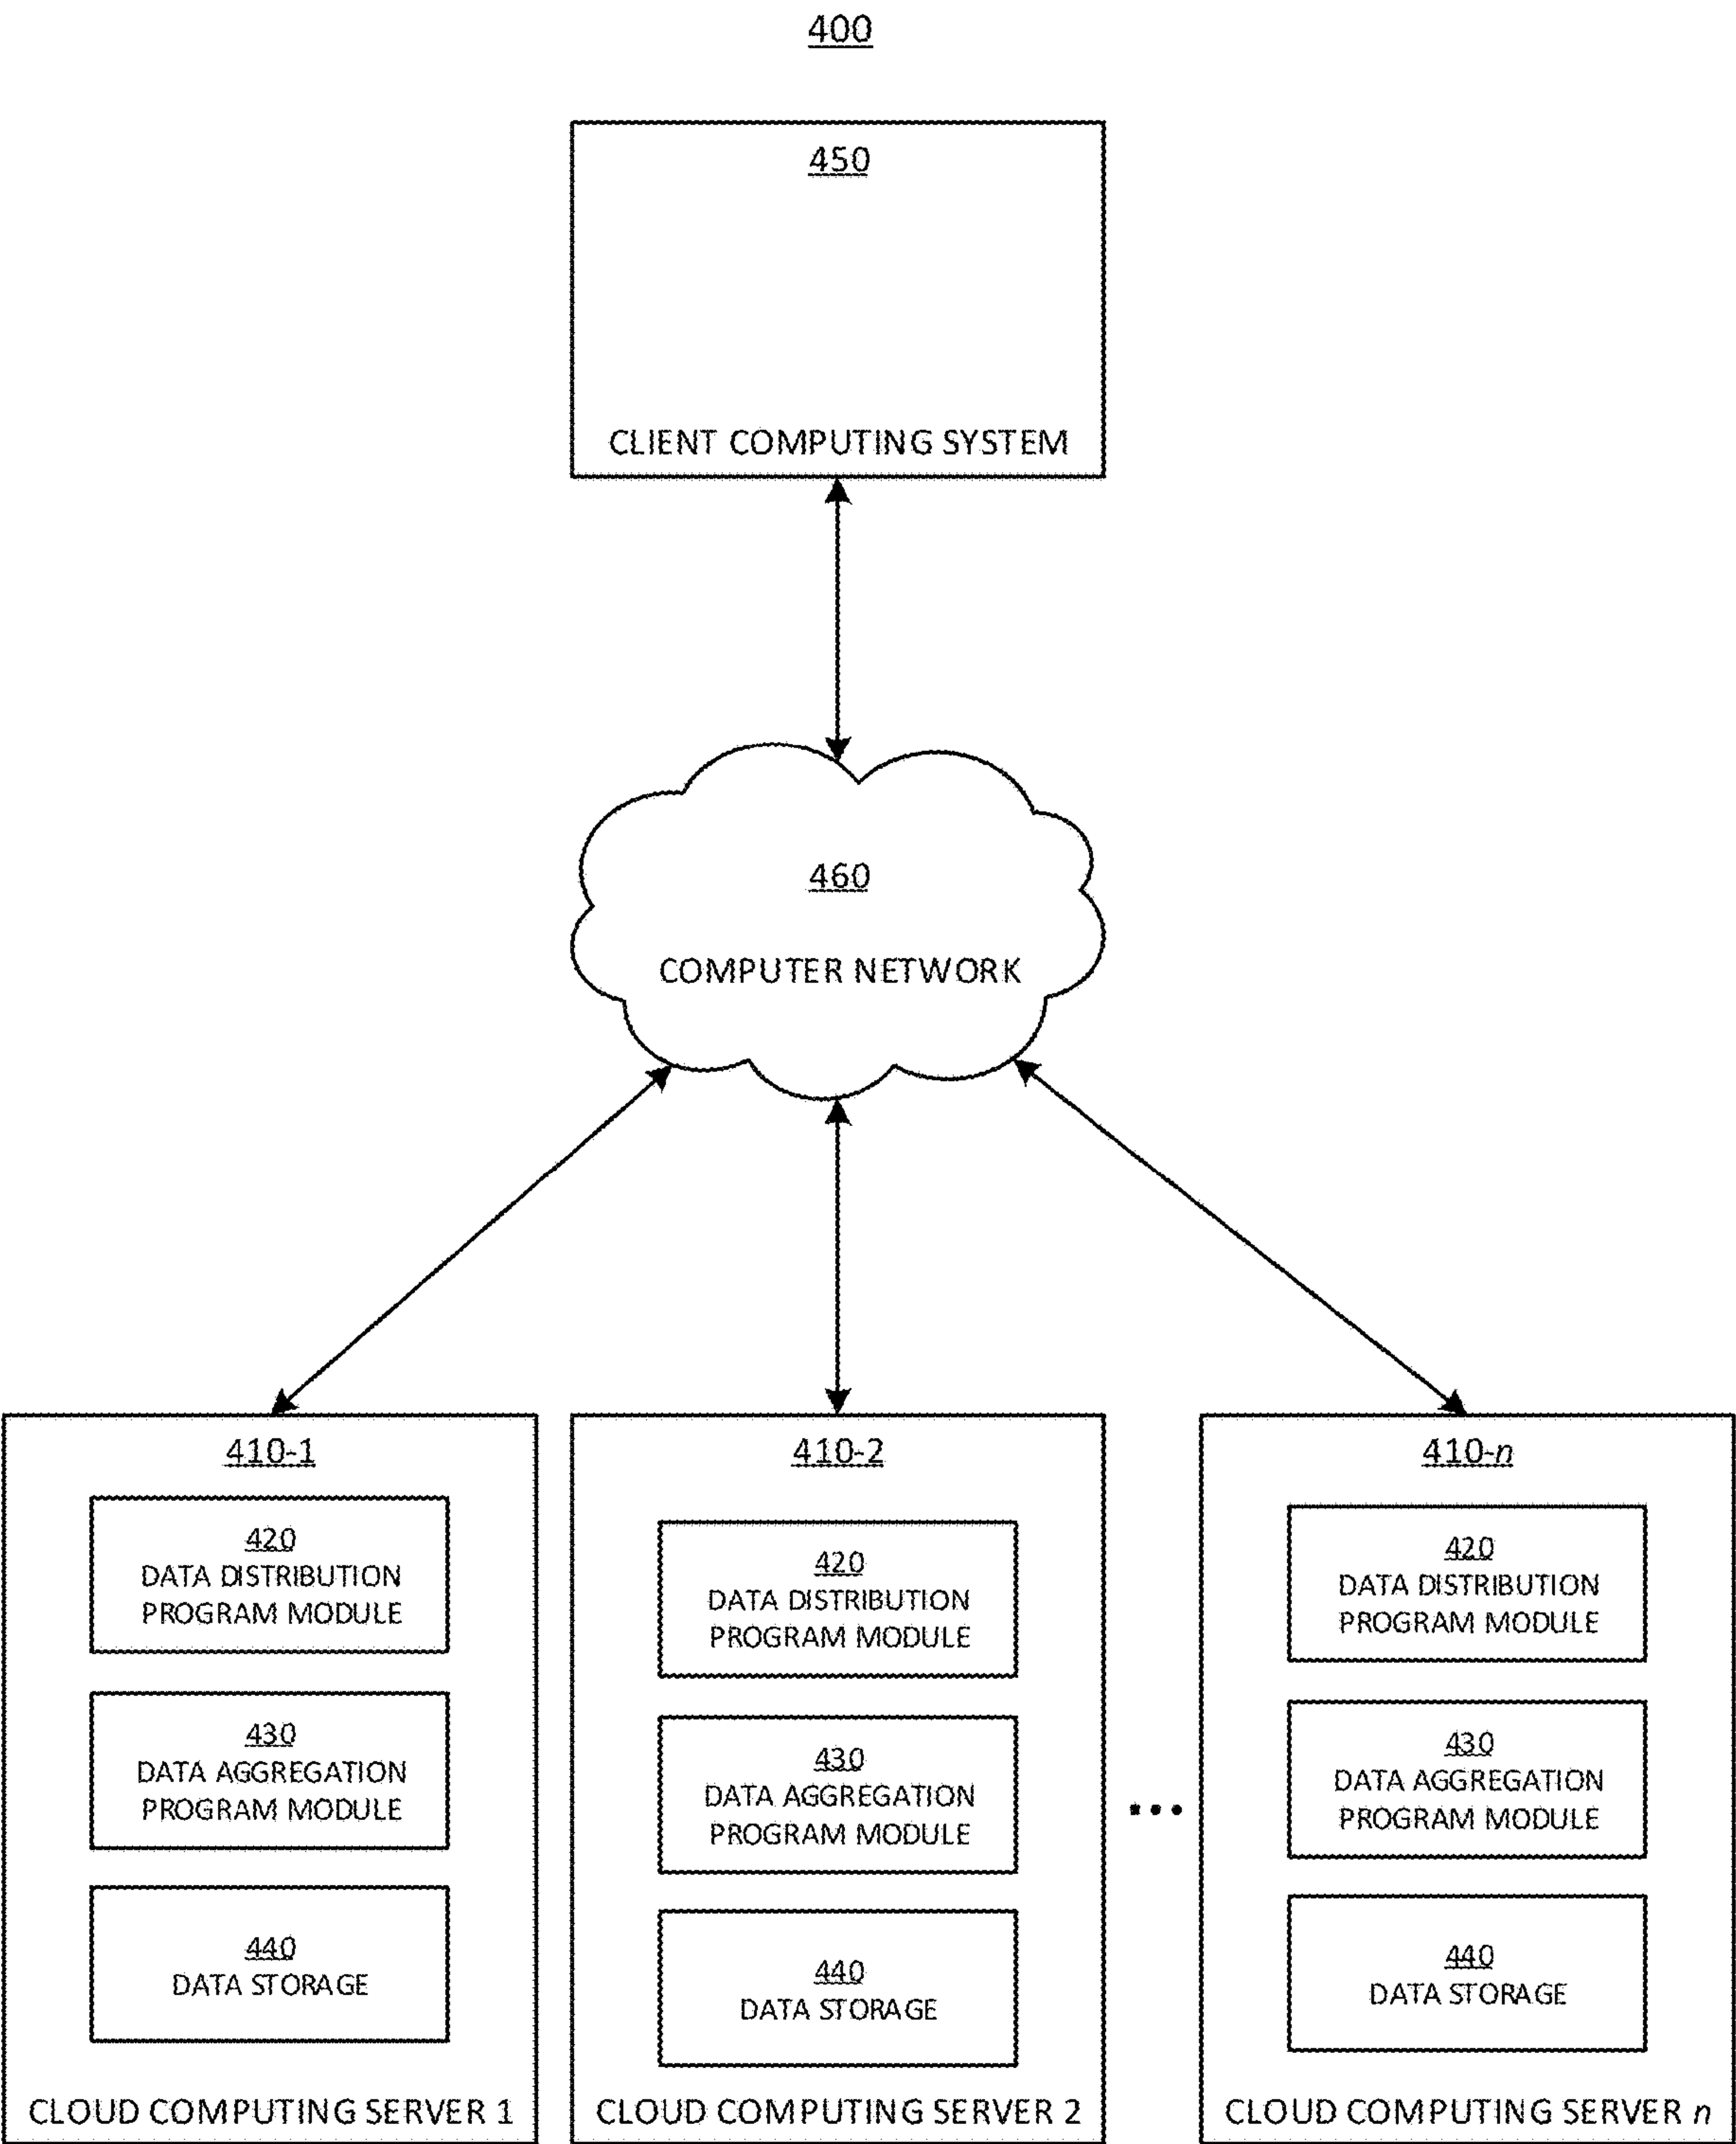 400
450
CLIENT COMPUTING SYSTEM
460
COMPUTER NETWORK
410-1
420
DATA DISTRIBUTION
PROGRAM MODULE
430
DATA AGGREGATION
PROGRAM MODULE
440
DATA STORAGE
CLOUD COMPUTING SERVER 1
410-2
420
DATA DISTRIBUTION
PROGRAM MODULE
430
DATA AGGREGATION
PROGRAM MODULE
440
DATA STORAGE
CLOUD COMPUTING SERVER 2
...
410-n
420
DATA DISTRIBUTION
PROGRAM MODULE
430
DATA AGGREGATION
PROGRAM MODULE
440
DATA STORAGE
CLOUD COMPUTING SERVER n